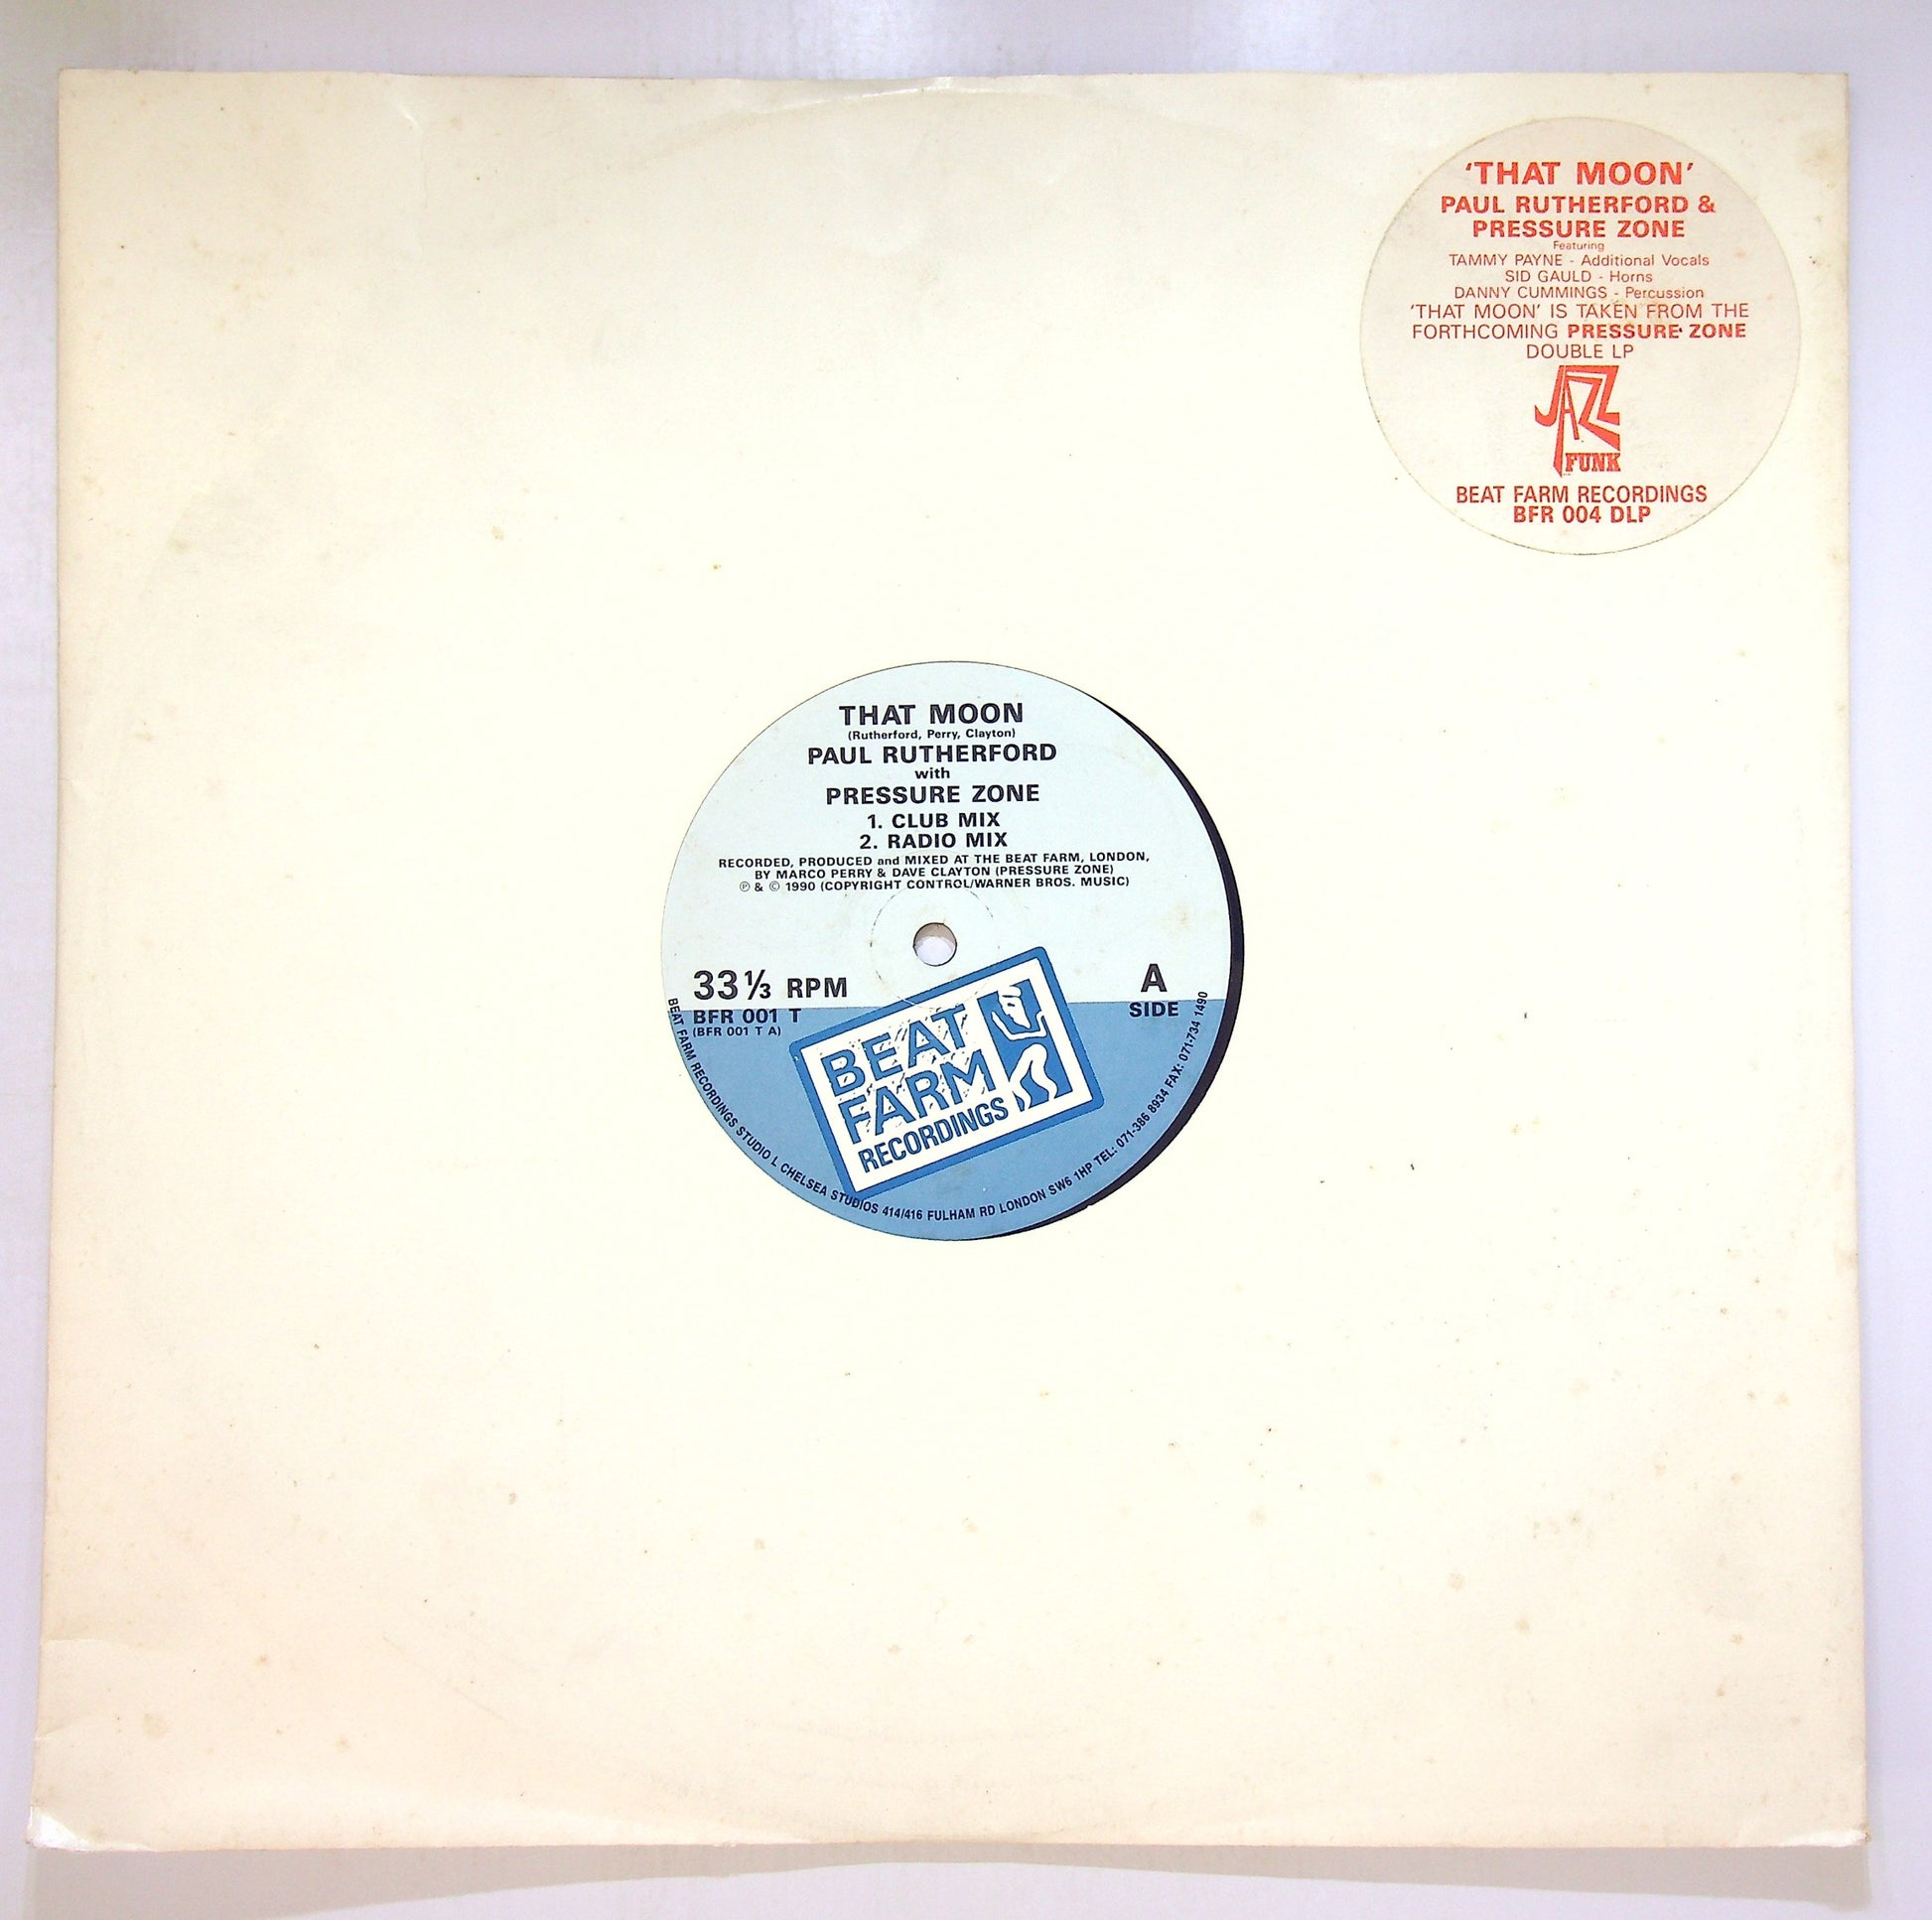 ‘THAT MOON’
PAUL RUTHERFORD &
PRESSURE ZONE
Featuring
TAMMY PAYNE - Additional Vocals
SID GAULD - Horns
DANNY CUMMINGS - Percussion
‘THAT MOON’ IS TAKEN FROM THE
FORTHCOMING PRESSURE ZONE
DOUBLE LP
JAZZ
FUNK
BEAT FARM RECORDINGS
BFR 004 DLP
THAT MOON
(Rutherford, Perry, Clayton)
PAUL RUTHERFORD
with
PRESSURE ZONE
1. CLUB MIX
2. RADIO MIX
RECORDED, PRODUCED and MIXED AT THE BEAT FARM, LONDON,
BY MARCO PERRY & DAVE CLAYTON (PRESSURE ZONE)
℗ & © 1990 (COPYRIGHT CONTROL/WARNER BROS. MUSIC)
33⅓ RPM
BFR 001 T
(BFR 001 T A)
A
SIDE
BEAT
FARM
RECORDINGS
BEAT FARM RECORDINGS STUDIO L CHELSEA STUDIOS 414/416 FULHAM RD LONDON SW6 1HP TEL: 071-386 8934 FAX: 071-734 1490